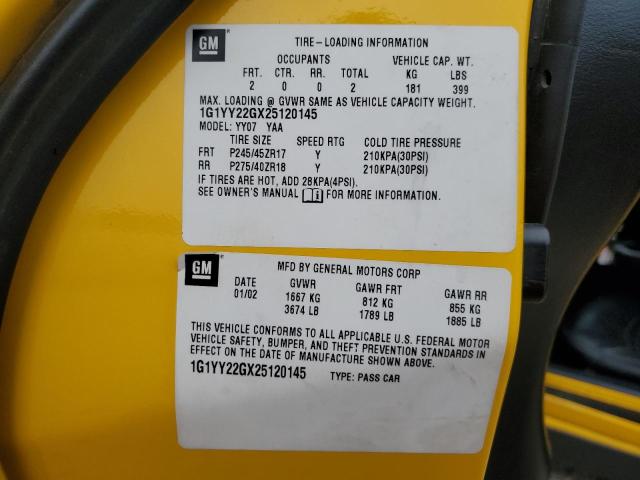 GM TIRE-LOADING INFORMATION
OCCUPANTS VEHICLE CAP. WT.
FRT. CTR. RR. TOTAL KG LBS
2 0 0 2 181 399
MAX. LOADING @ GVWR SAME AS VEHICLE CAPACITY WEIGHT.
1G1YY22GX25120145
MODEL: YY07 YAA
TIRE SIZE SPEED RTG COLD TIRE PRESSURE
FRT P245/45ZR17 Y 210KPA(30PSI)
RR P275/40ZR18 Y 210KPA(30PSI)
IF TIRES ARE HOT, ADD 28KPA(4PSI).
SEE OWNER'S MANUAL i FOR MORE INFORMATION.
GM MFD BY GENERAL MOTORS CORP
DATE GVWR GAWR FRT GAWR RR
01/02 1667 KG 812 KG 855 KG
3674 LB 1789 LB 1885 LB
THIS VEHICLE CONFORMS TO ALL APPLICABLE U.S. FEDERAL MOTOR
VEHICLE SAFETY, BUMPER, AND THEFT PREVENTION STANDARDS IN
EFFECT ON THE DATE OF MANUFACTURE SHOWN ABOVE.
1G1YY22GX25120145 TYPE: PASS CAR